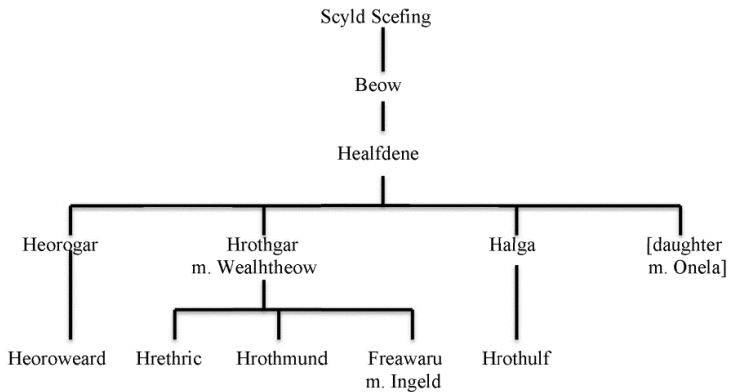 Scyld Scefing
Beow
Healfdene
Heorogar
Hrothgar
m. Wealhtheow
Halga
[daughter
m. Onela]
Heoroweard
Hrethric
Hrothmund
Freawaru
m. Ingeld
Hrothulf